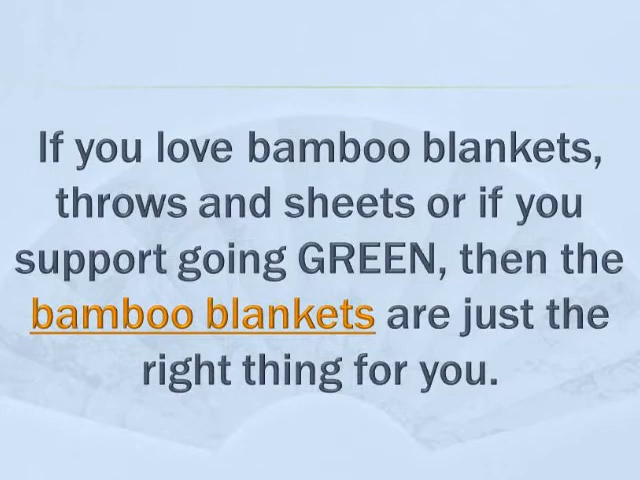 If you love bamboo blankets,
throws and sheets or if you
support going GREEN, then the
bamboo blankets are just the
right thing for you.